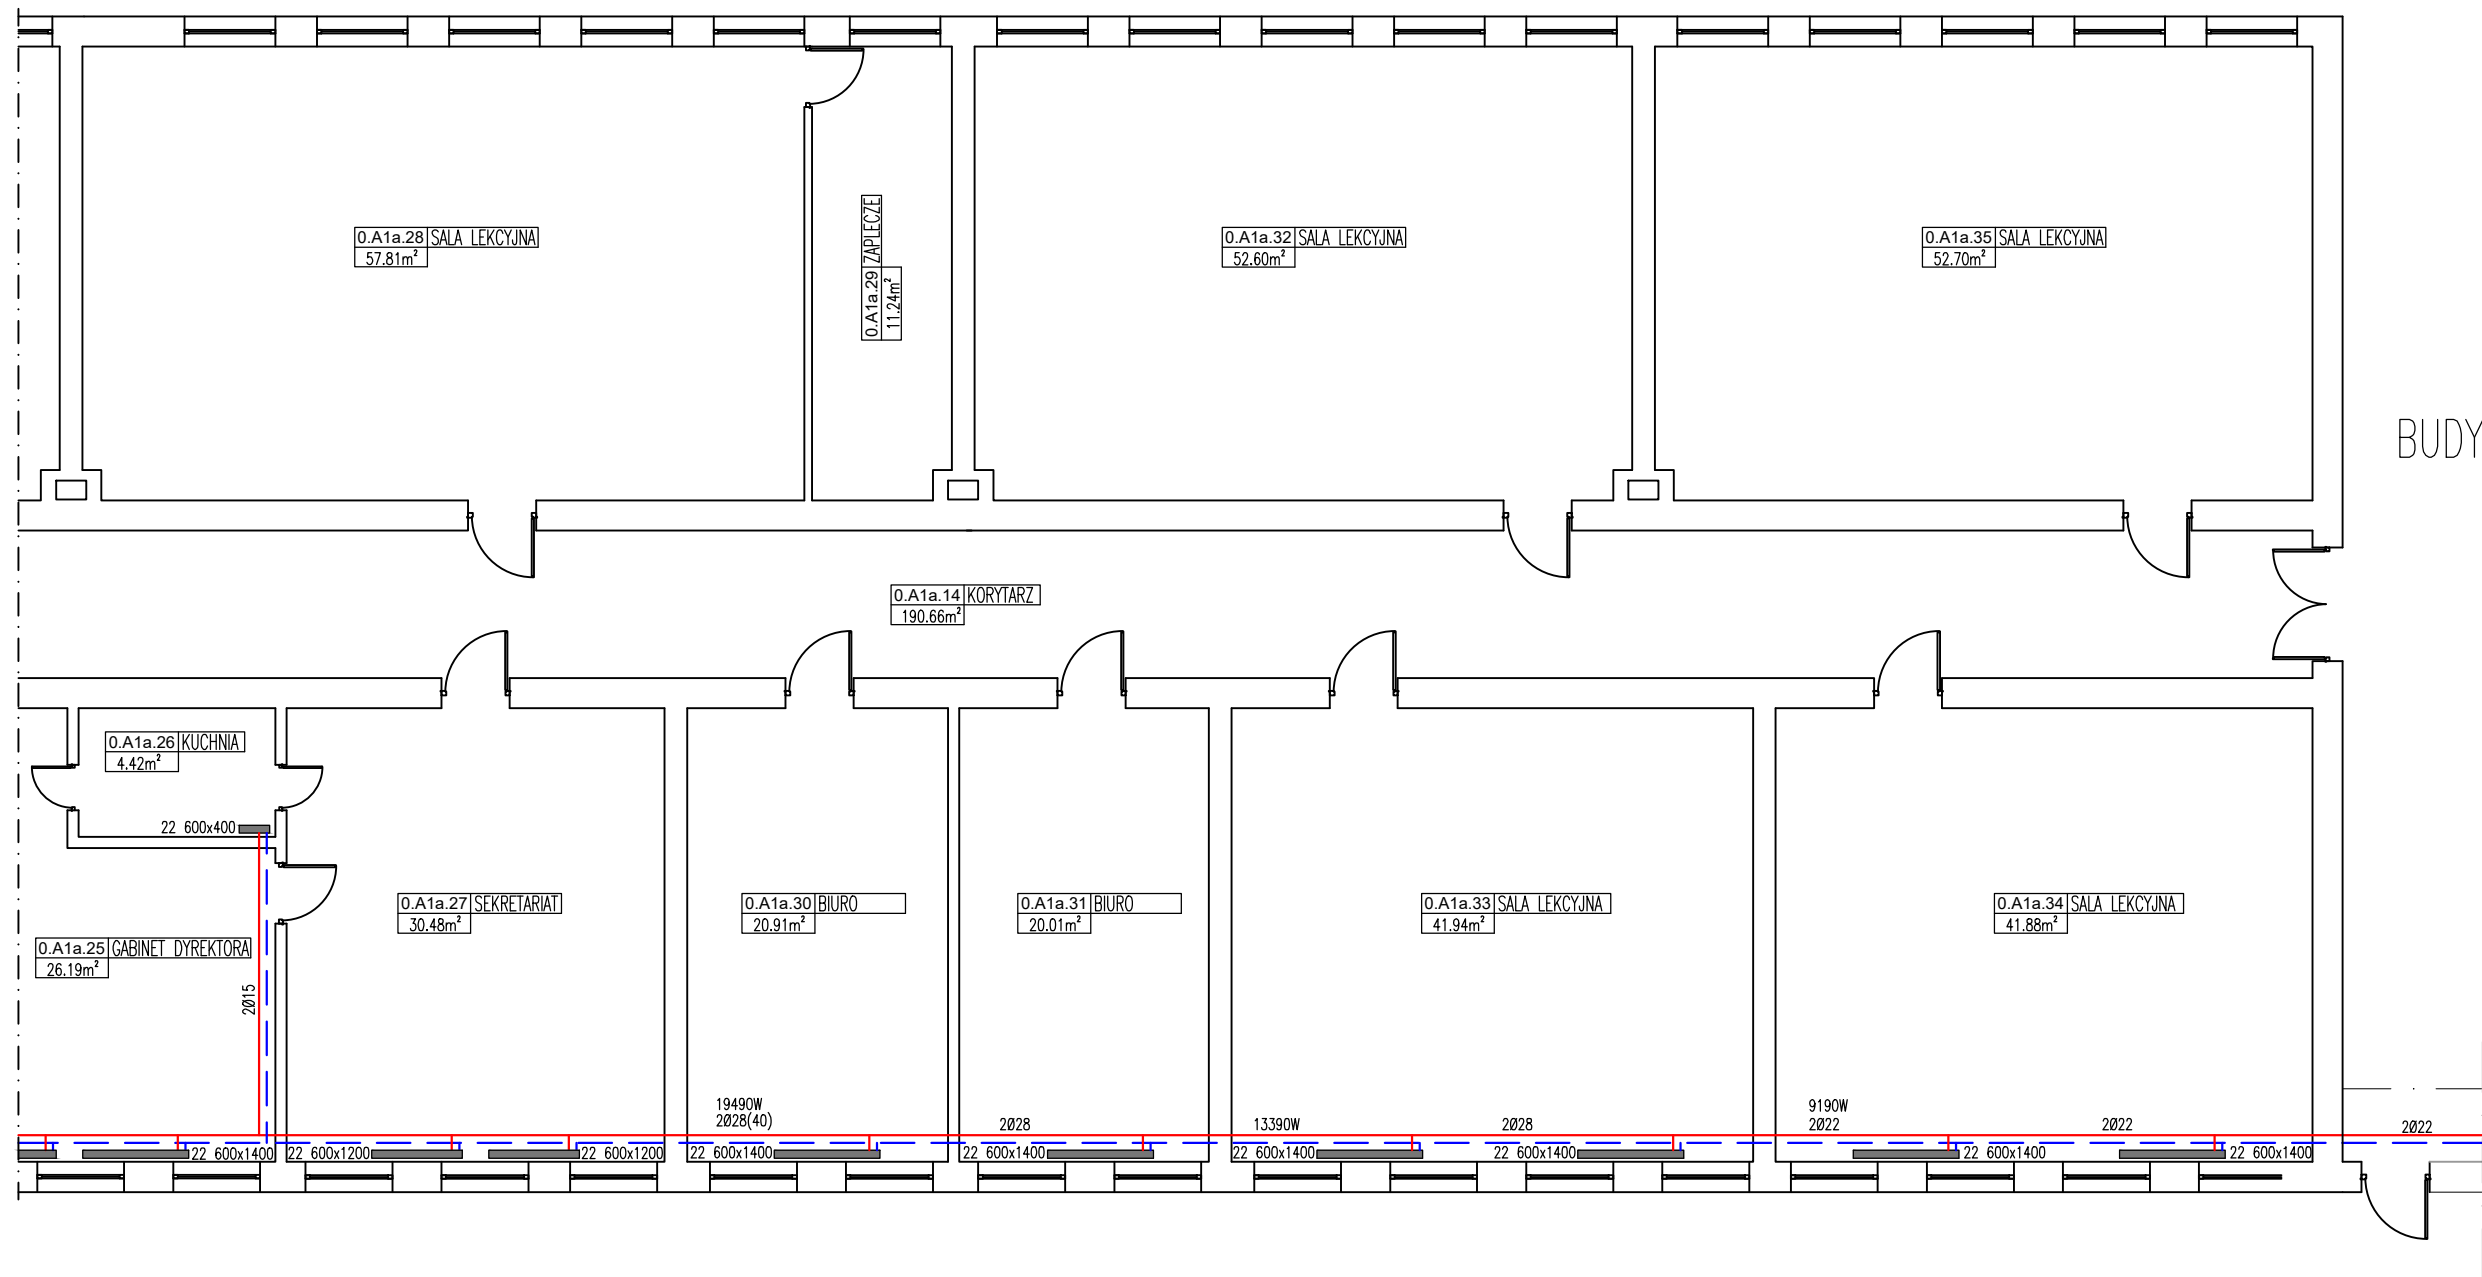 0.A1a.28 SALA LEKCYJNA
57.81m²
0.A1a.29 ZAPLECZE
11.24m²
0.A1a.32 SALA LEKCYJNA
52.60m²
0.A1a.35 SALA LEKCYJNA
52.70m²
BUDY
0.A1a.14 KORYTARZ
190.66m²
0.A1a.26 KUCHNIA
4.42m²
22 600x400
0.A1a.25 GABINET DYREKTORA
26.19m²
2Ø15
0.A1a.27 SEKRETARIAT
30.48m²
0.A1a.30 BIURO
20.91m²
0.A1a.31 BIURO
20.01m²
0.A1a.33 SALA LEKCYJNA
41.94m²
0.A1a.34 SALA LEKCYJNA
41.88m²
19490W
2Ø28(40)
2Ø28
13390W
2Ø28
9190W
2Ø22
2Ø22
2Ø22
22 600x1400
22 600x1200
22 600x1200
22 600x1400
22 600x1400
22 600x1400
22 600x1400
22 600x1400
22 600x1400